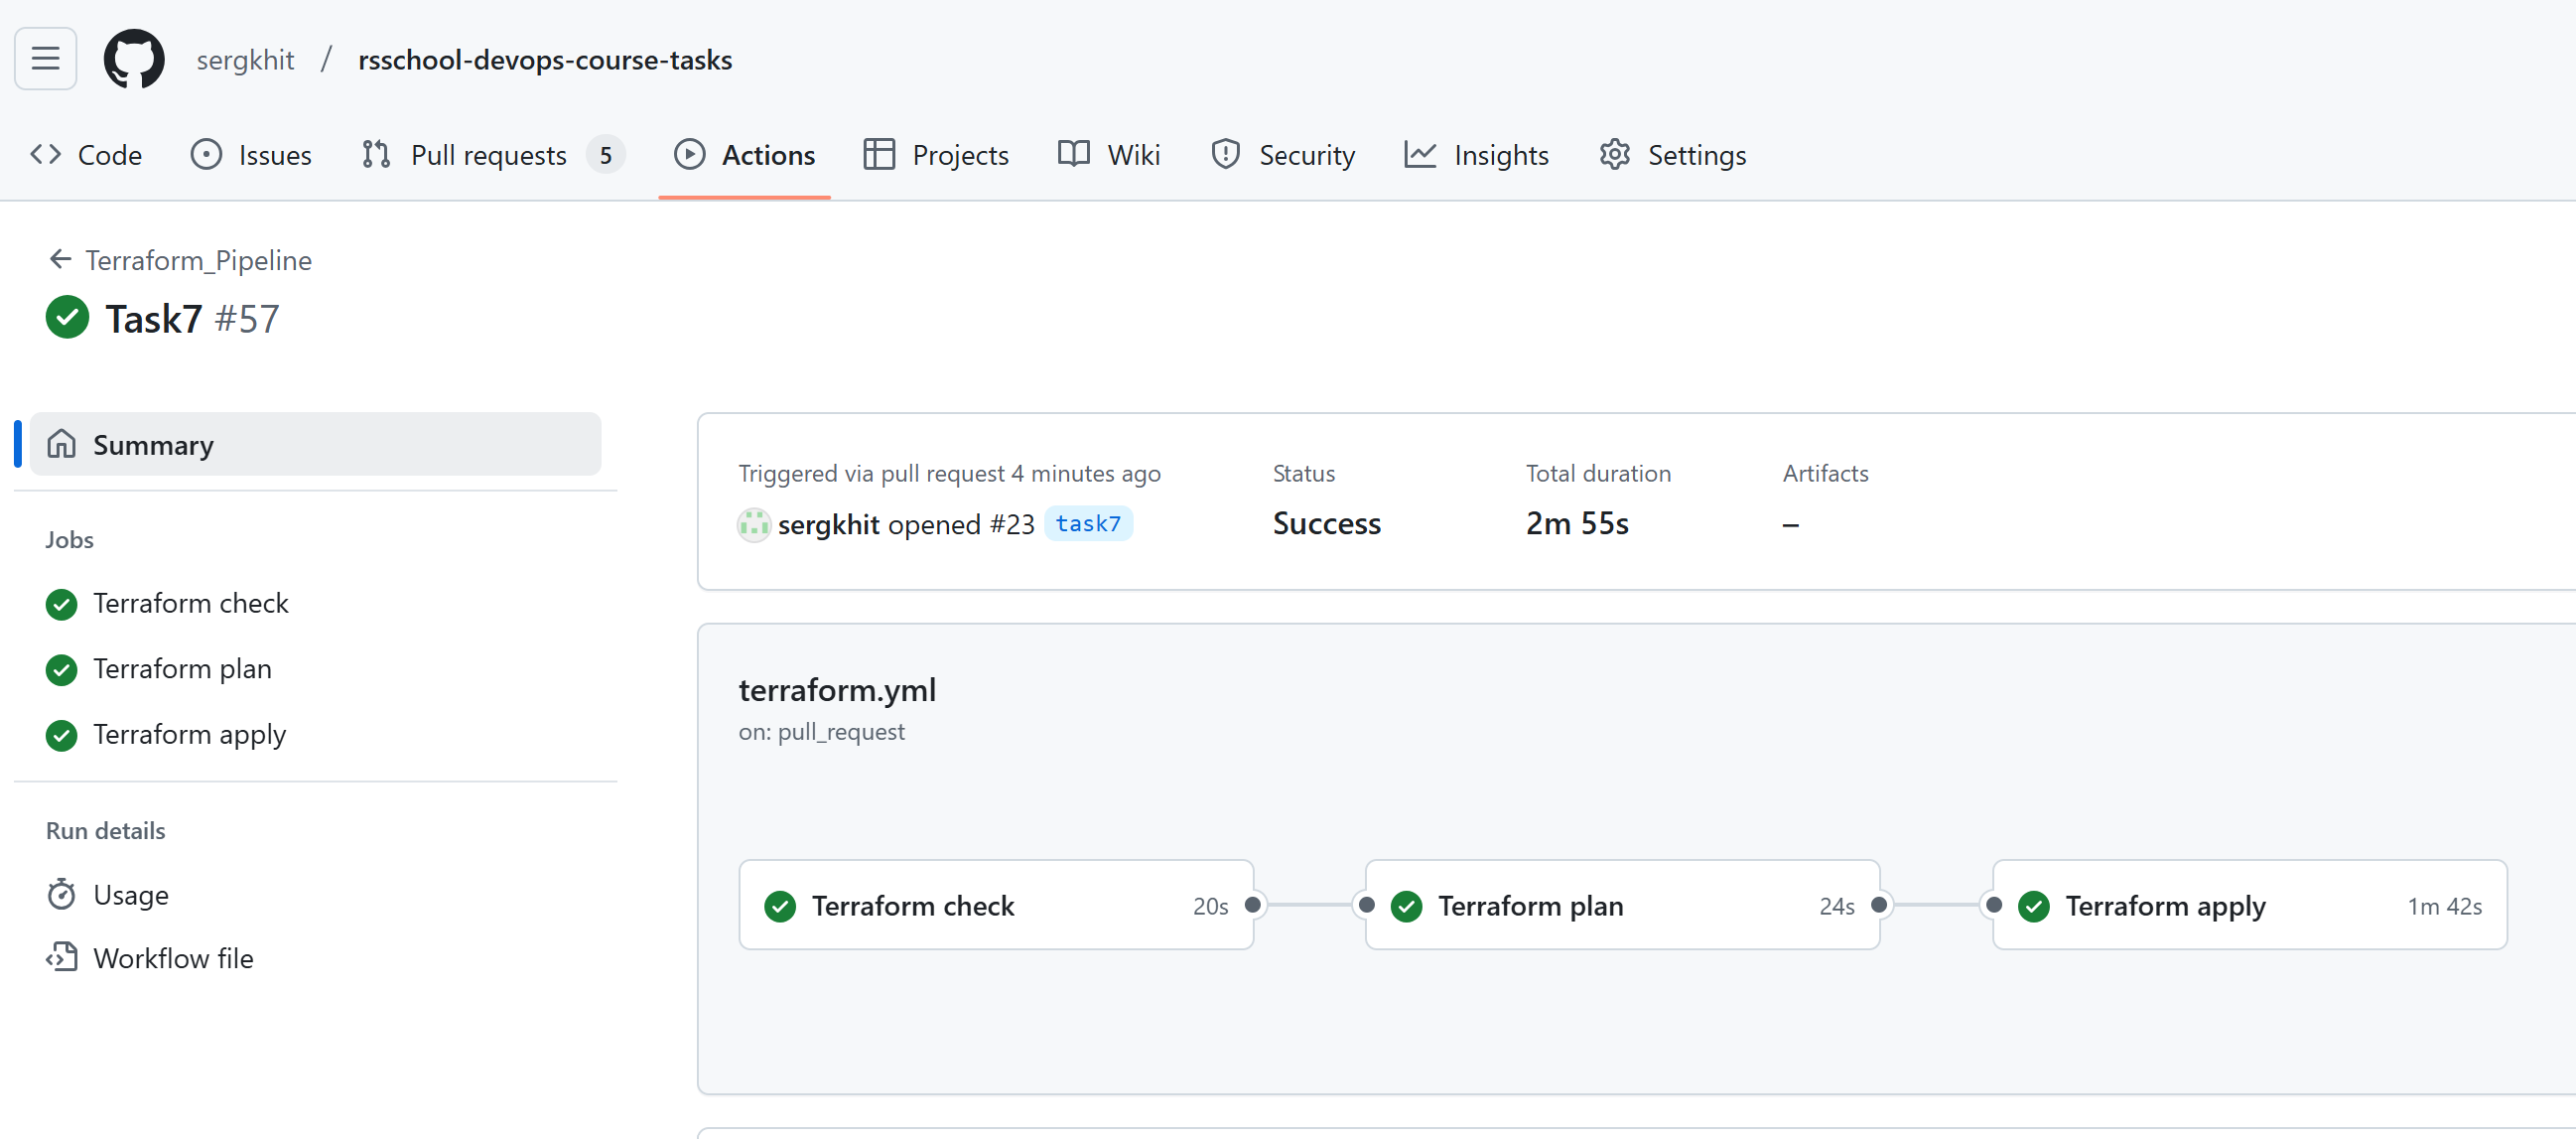 sergkhit / rsschool-devops-course-tasks
Code Issues Pull requests 5 Actions Projects Wiki Security Insights Settings
Terraform_Pipeline
Task7 #57
Summary
Jobs
Terraform check
Terraform plan
Terraform apply
Run details
Usage
Workflow file
Triggered via pull request 4 minutes ago Status Total duration Artifacts
sergkhit opened #23 task7 Success 2m 55s –
terraform.yml
on: pull_request
Terraform check 20s Terraform plan 24s Terraform apply 1m 42s